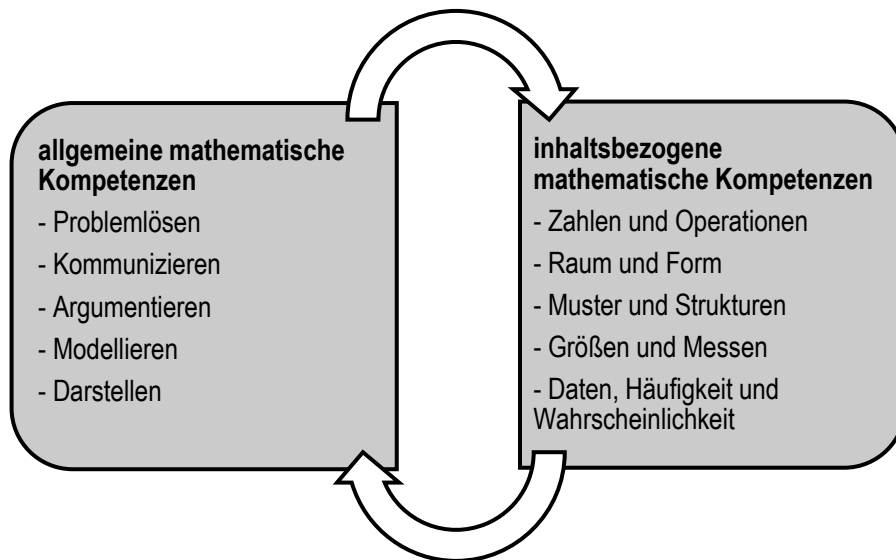 allgemeine mathematische
Kompetenzen
- Problemlösen
- Kommunizieren
- Argumentieren
- Modellieren
- Darstellen
inhaltsbezogene
mathematische Kompetenzen
- Zahlen und Operationen
- Raum und Form
- Muster und Strukturen
- Größen und Messen
- Daten, Häufigkeit und
Wahrscheinlichkeit